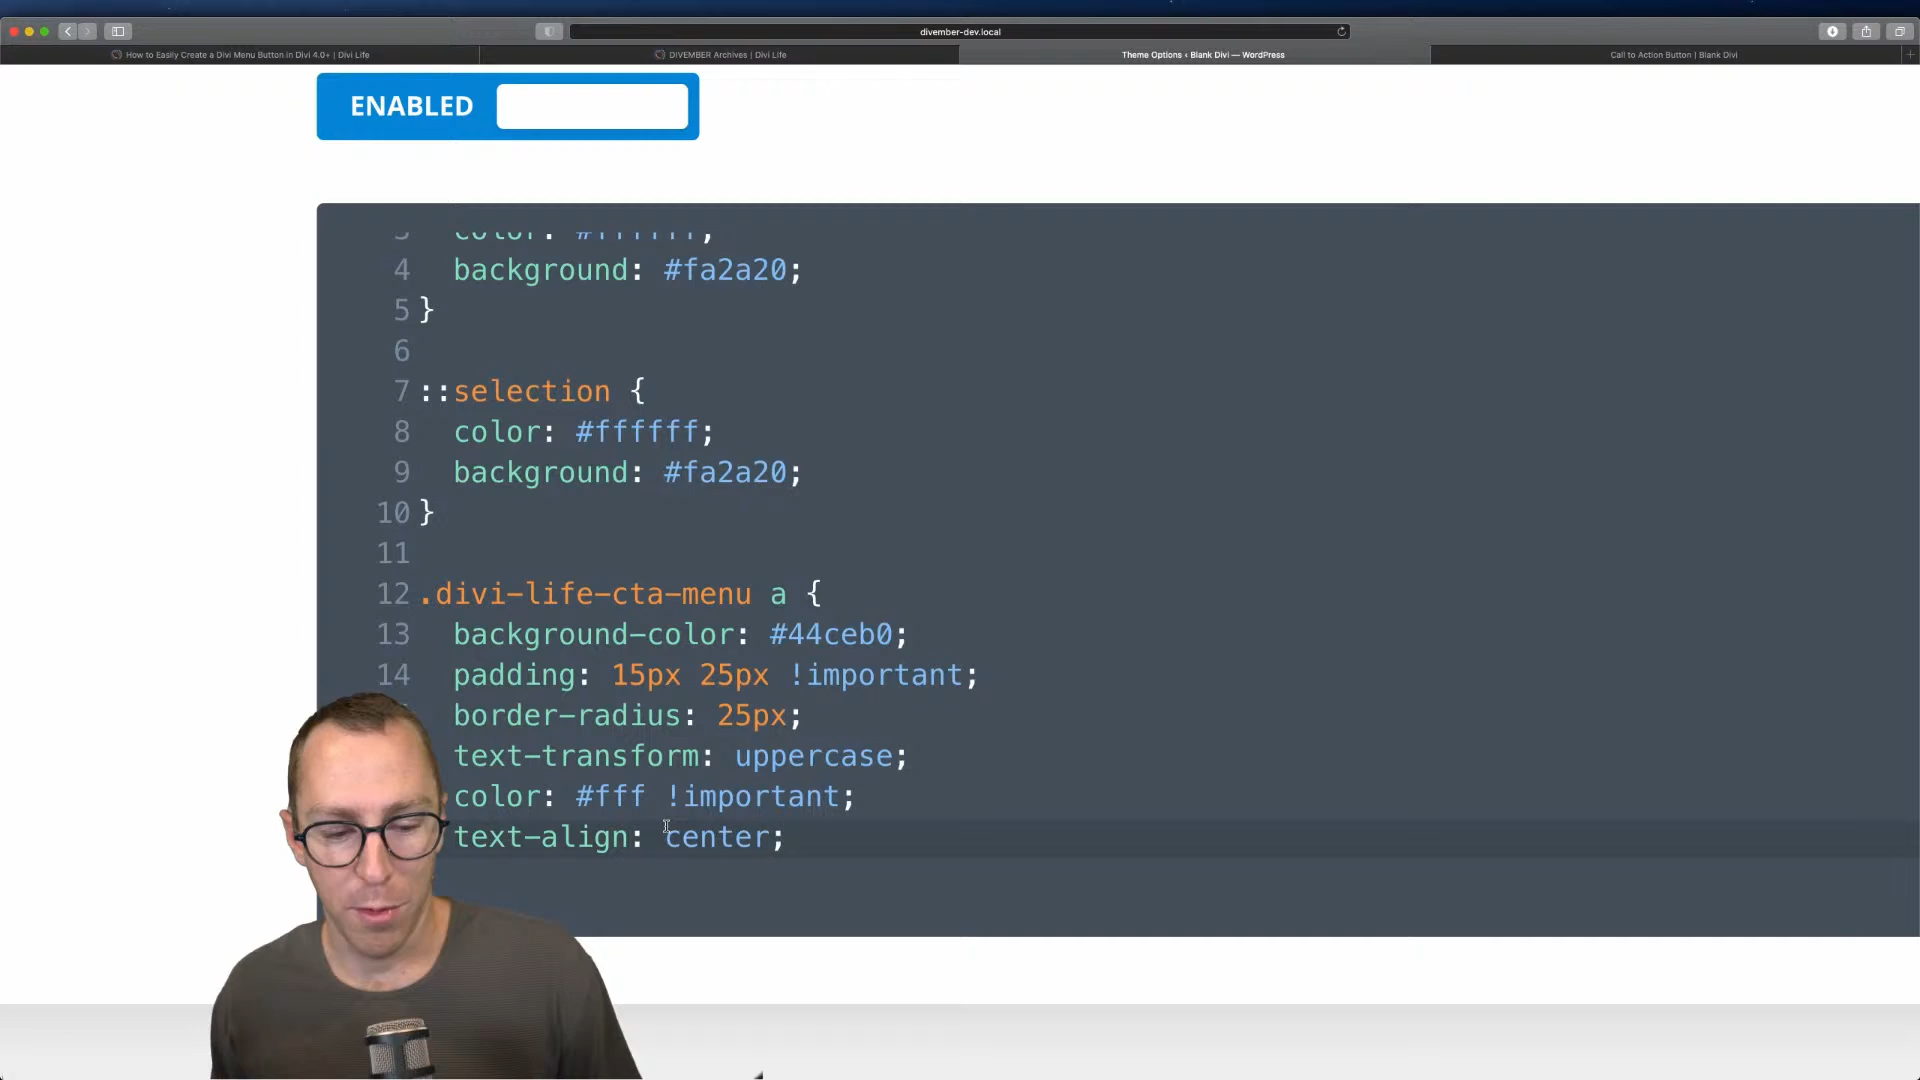 divember-dev.local
How to Easily Create a Divi Menu Button in Divi 4.0+ | Divi Life
DIVEMBER Archives | Divi Life
Theme Options ‹ Blank Divi — WordPress
Call to Action Button | Blank Divi
ENABLED
3 color: #ffffff;
4 background: #fa2a20;
5 }
6
7 ::selection {
8 color: #ffffff;
9 background: #fa2a20;
10 }
11
12 .divi-life-cta-menu a {
13 background-color: #44ceb0;
14 padding: 15px 25px !important;
border-radius: 25px;
text-transform: uppercase;
color: #fff !important;
text-align: center;